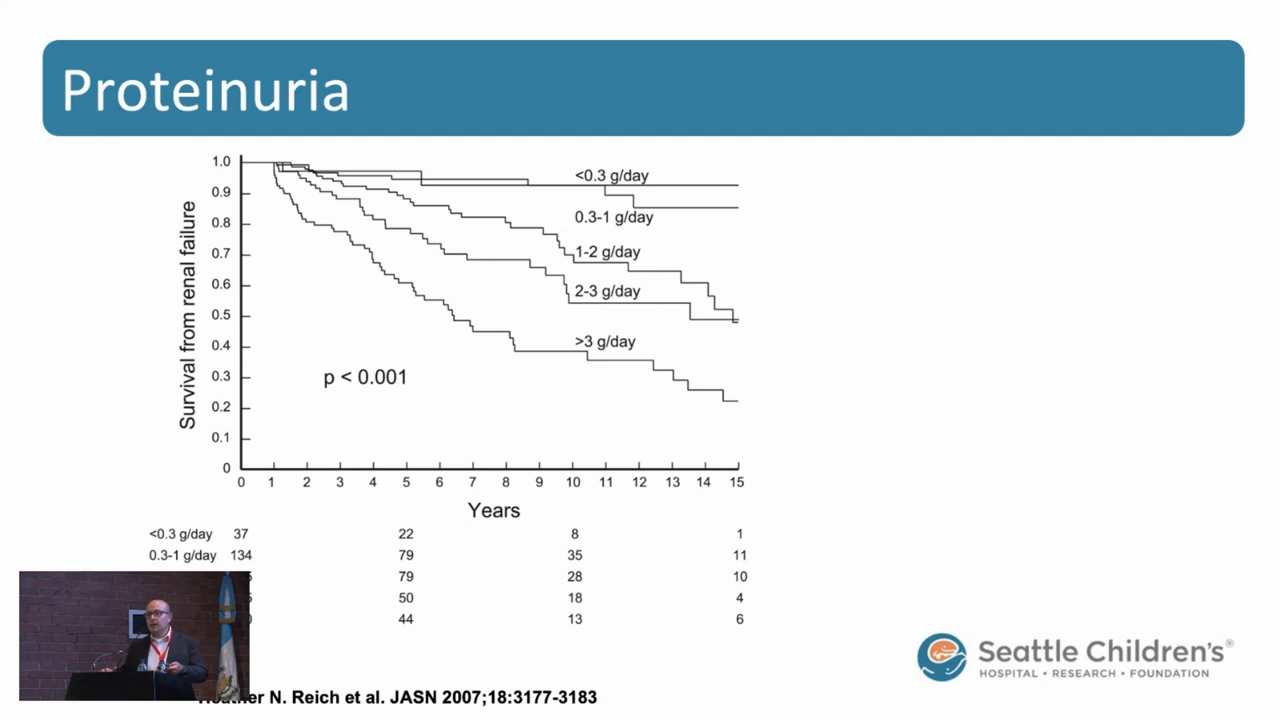 Proteinuria
Survival from renal failure
1.0
0.9
0.8
0.7
0.6
0.5
0.4
0.3
0.2
0.1
0
<0.3 g/day
0.3-1 g/day
1-2 g/day
2-3 g/day
>3 g/day
p < 0.001
0 1 2 3 4 5 6 7 8 9 10 11 12 13 14 15
Years
<0.3 g/day 37 22 8 1
0.3-1 g/day 134 79 35 11
79 28 10
50 18 4
44 13 6
N. Reich et al. JASN 2007;18:3177-3183
Seattle Children's®
HOSPITAL • RESEARCH • FOUNDATION